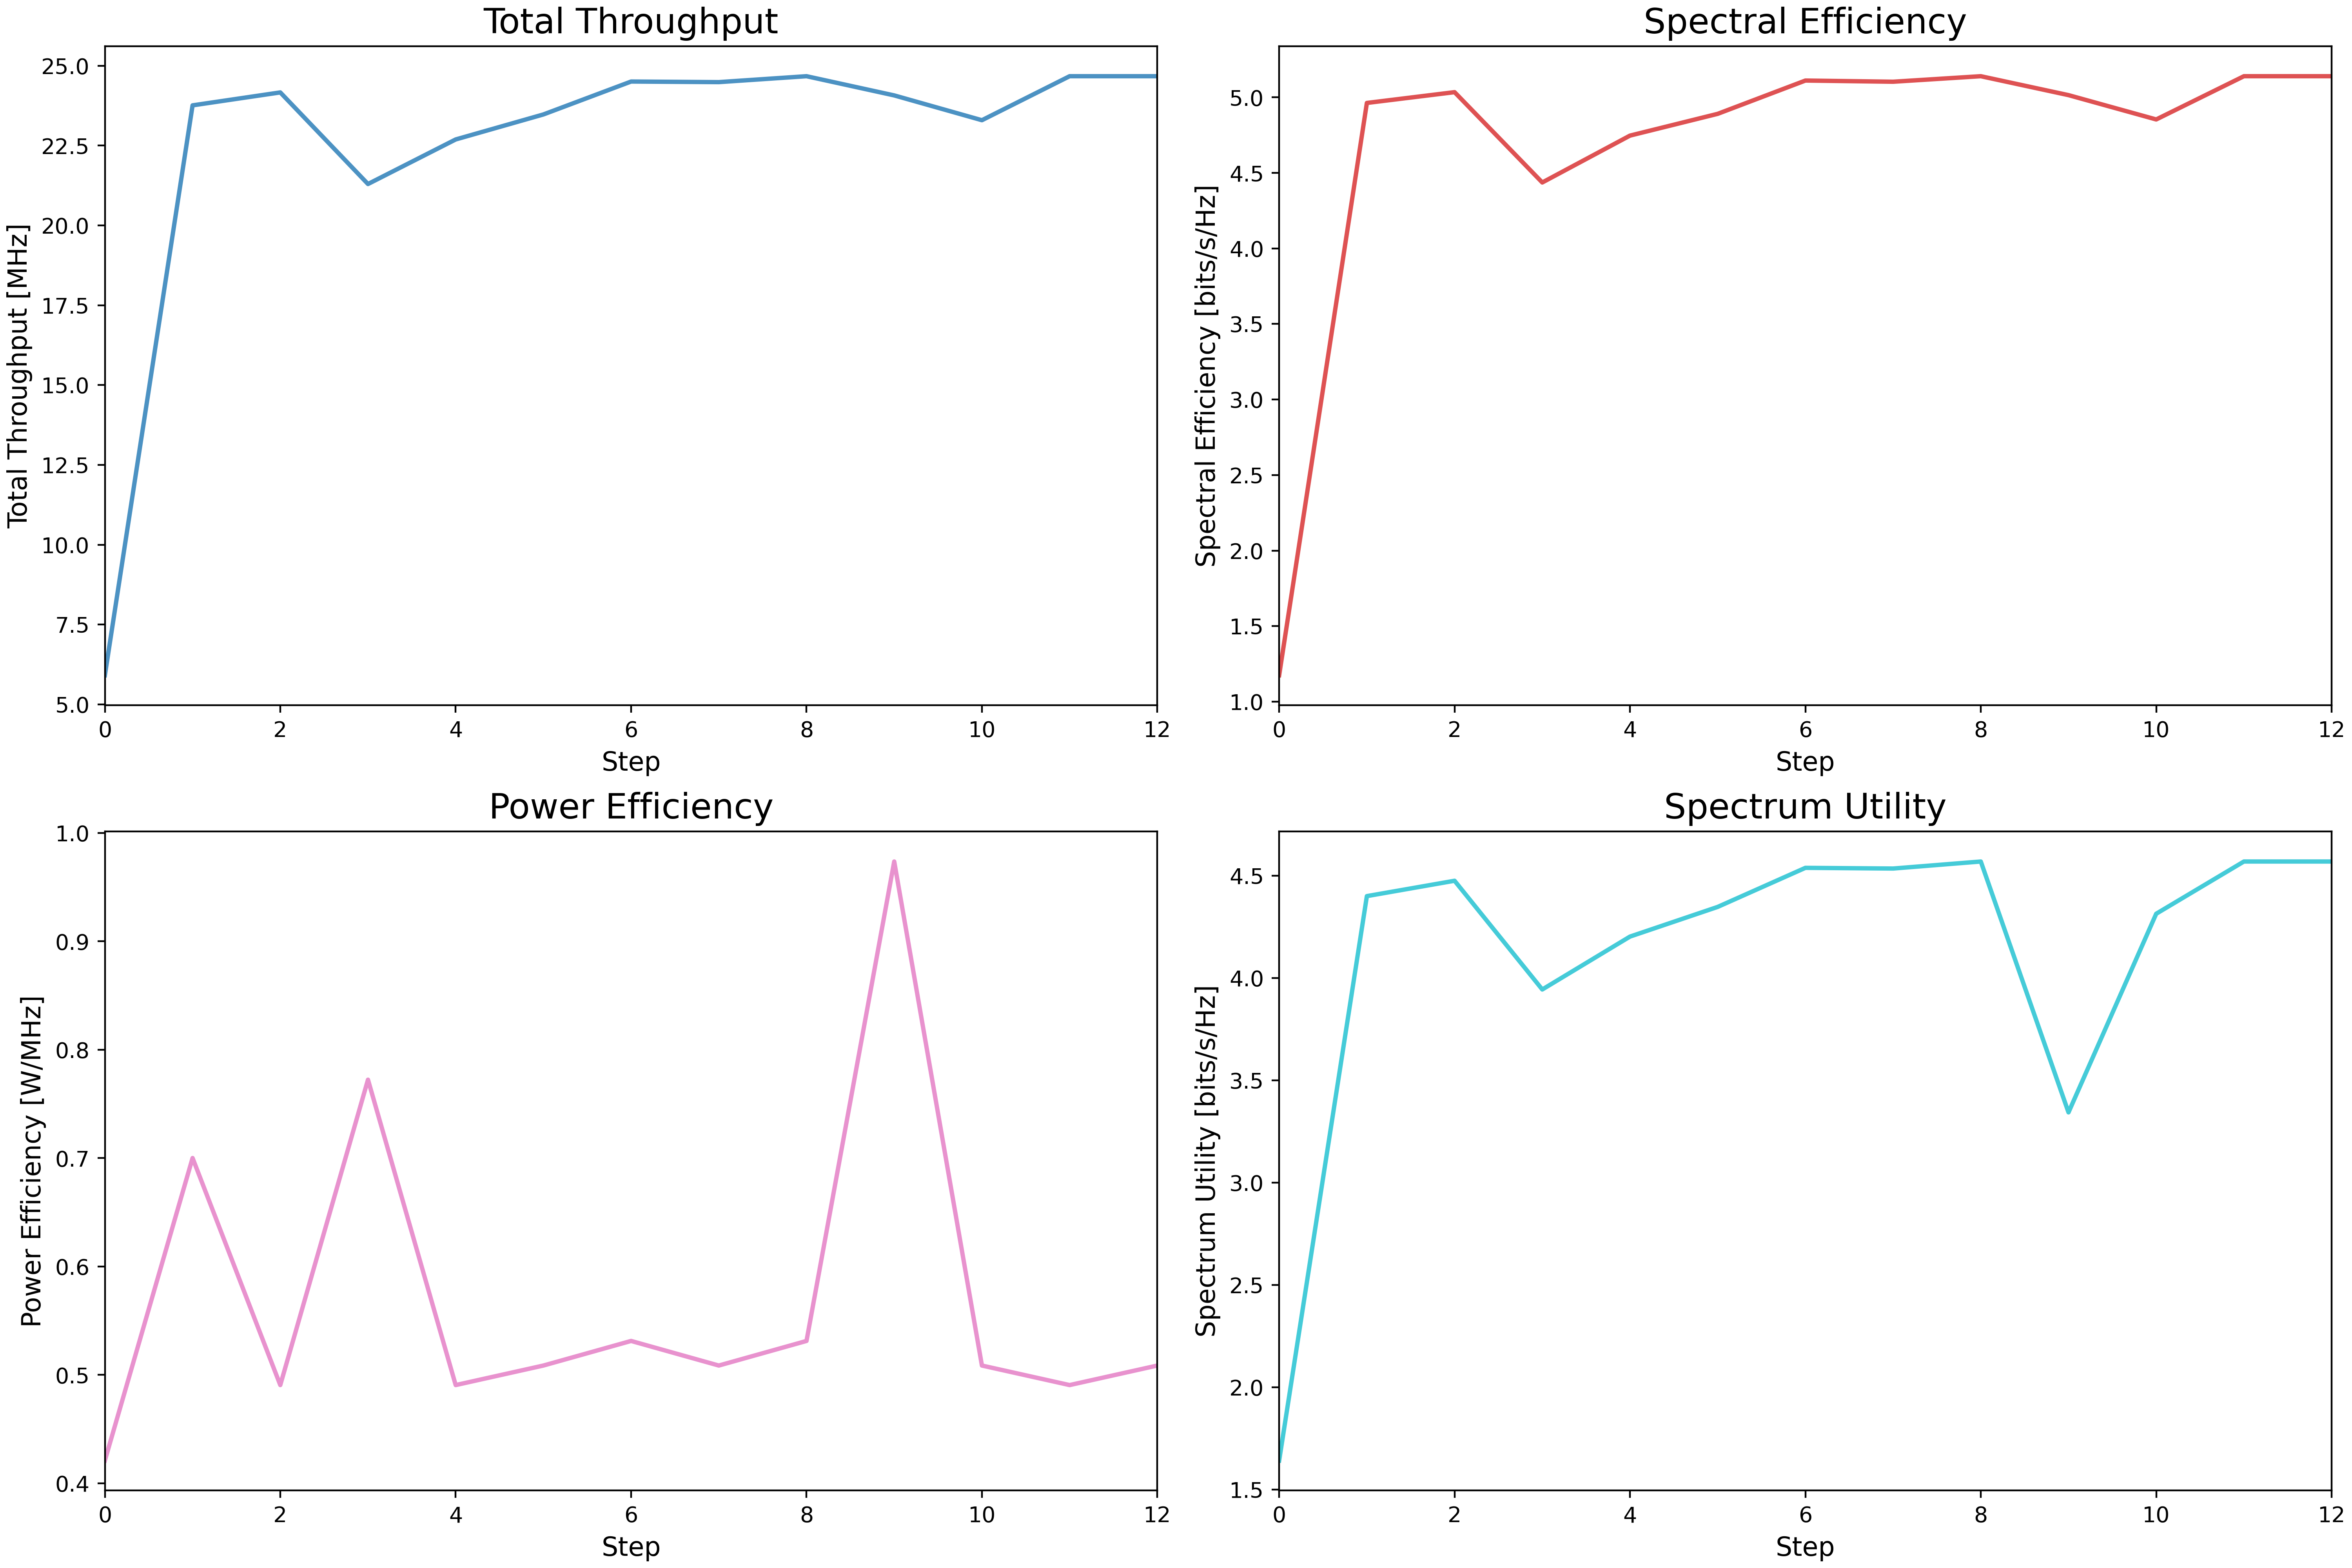 Total Throughput
Total Throughput [MHz]
25.0
22.5
20.0
17.5
15.0
12.5
10.0
7.5
5.0
0 2 4 6 8 10 12
Step
Spectral Efficiency
Spectral Efficiency [bits/s/Hz]
5.0
4.5
4.0
3.5
3.0
2.5
2.0
1.5
1.0
0 2 4 6 8 10 12
Step
Power Efficiency
Power Efficiency [W/MHz]
1.0
0.9
0.8
0.7
0.6
0.5
0.4
0 2 4 6 8 10 12
Step
Spectrum Utility
Spectrum Utility [bits/s/Hz]
4.5
4.0
3.5
3.0
2.5
2.0
1.5
0 2 4 6 8 10 12
Step